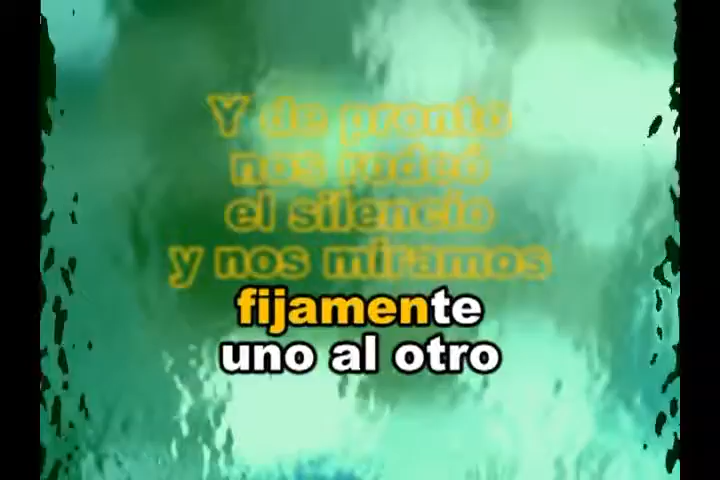 Y de pronto
nos rodeó
el silencio
y nos miramos
fijamente
uno al otro